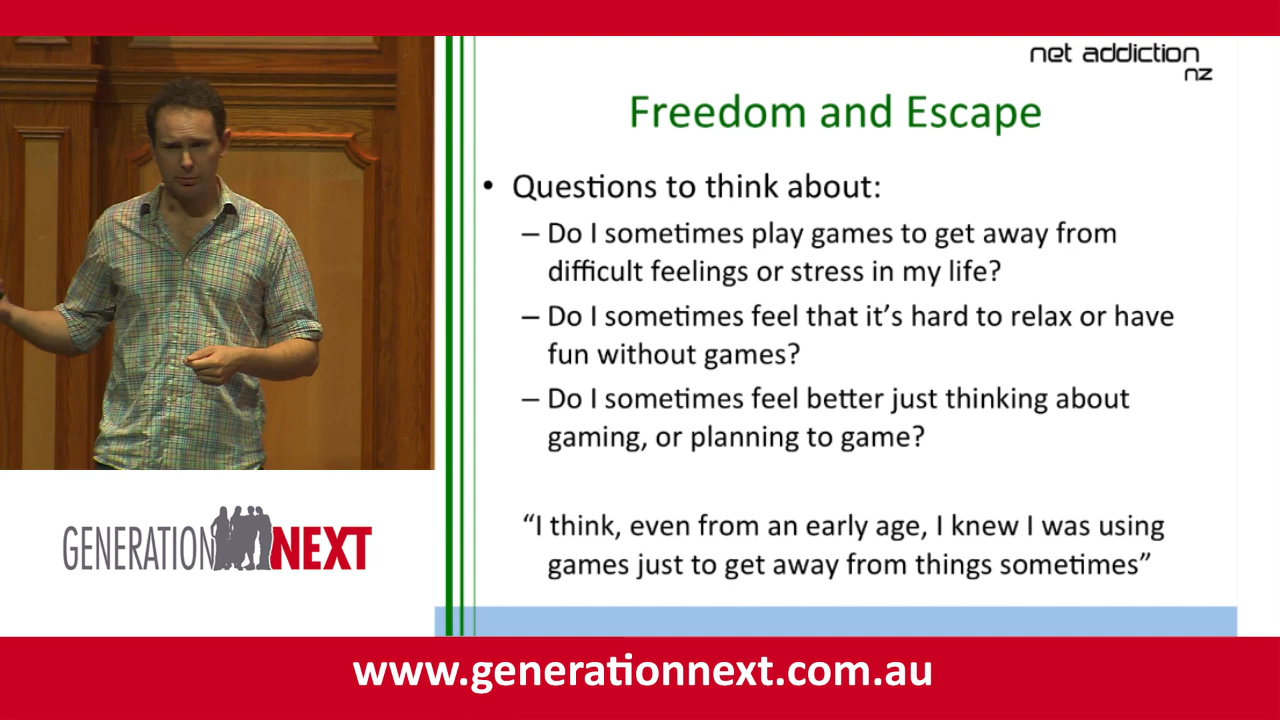 net addiction
nz
Freedom and Escape
• Questions to think about:
– Do I sometimes play games to get away from
difficult feelings or stress in my life?
– Do I sometimes feel that it's hard to relax or have
fun without games?
– Do I sometimes feel better just thinking about
gaming, or planning to game?
“I think, even from an early age, I knew I was using
games just to get away from things sometimes”
GENERATION NEXT
www.generationnext.com.au